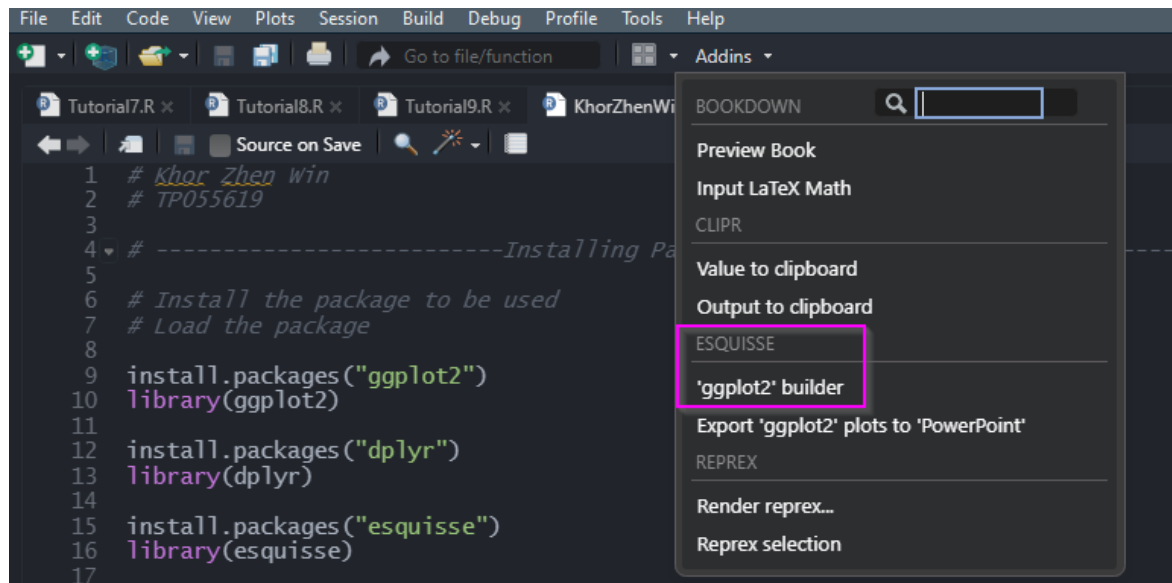 File Edit Code View Plots Session Build Debug Profile Tools Help
Go to file/function Addins
Tutorial7.R Tutorial8.R Tutorial9.R KhorZhenWi
BOOKDOWN
Source on Save
Preview Book
Input LaTeX Math
CLIPR
Value to clipboard
Output to clipboard
ESQUISSE
'ggplot2' builder
Export 'ggplot2' plots to 'PowerPoint'
REPREX
Render reprex...
Reprex selection
1 # Khor Zhen Win
2 # TP055619
3
4 # ----------------------------Installing Pa
5
6 # Install the package to be used
7 # Load the package
8
9 install.packages("ggplot2")
10 library(ggplot2)
11
12 install.packages("dplyr")
13 library(dplyr)
14
15 install.packages("esquisse")
16 library(esquisse)
17